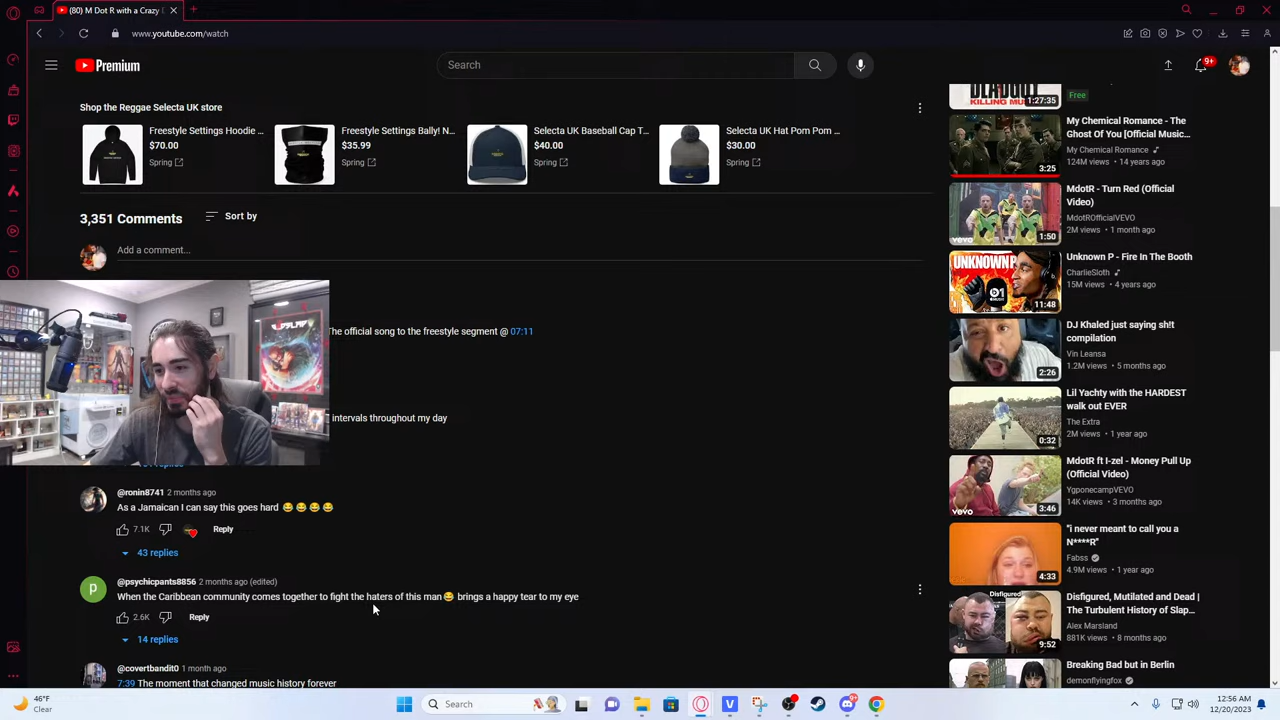 (80) M Dot R with a Crazy
www.youtube.com/watch
Premium
Search
9+
Shop the Reggae Selecta UK store
Freestyle Settings Hoodie ...
$70.00
Spring
Freestyle Settings Bally! N...
$35.99
Spring
Selecta UK Baseball Cap T...
$40.00
Spring
Selecta UK Hat Pom Pom ...
$30.00
Spring
3,351 Comments
Sort by
Add a comment...
The official song to the freestyle segment @ 07:11
intervals throughout my day
replies
@ronin8741 2 months ago
As a Jamaican I can say this goes hard 😂😂😂😂
7.1K
Reply
43 replies
@psychicpants8856 2 months ago (edited)
When the Caribbean community comes together to fight the haters of this man😂 brings a happy tear to my eye
2.6K
Reply
14 replies
@covertbandit0 1 month ago
7:39 The moment that changed music history forever
KILLING
1:27:35
Free
My Chemical Romance - The
Ghost Of You [Official Music...
My Chemical Romance
124M views • 14 years ago
3:25
MdotR - Turn Red (Official
Video)
MdotROfficialVEVO
2M views • 1 month ago
vevo
1:50
Unknown P - Fire In The Booth
CharlieSloth
15M views • 4 years ago
UNKNOWN P
11:48
DJ Khaled just saying sh!t
compilation
Vin Leansa
1.2M views • 5 months ago
2:26
Lil Yachty with the HARDEST
walk out EVER
The Extra
2M views • 1 year ago
0:32
MdotR ft I-zel - Money Pull Up
(Official Video)
YgponecampVEVO
14K views • 3 months ago
vevo
3:46
"i never meant to call you a
N****R"
Fabss
4.9M views • 1 year ago
4:33
Disfigured, Mutilated and Dead |
The Turbulent History of Slap...
Alex Marsland
881K views • 8 months ago
Disfigured
9:52
Breaking Bad but in Berlin
demonflyingfox
46°F
Clear
Search
9+
12:56 AM
12/20/2023